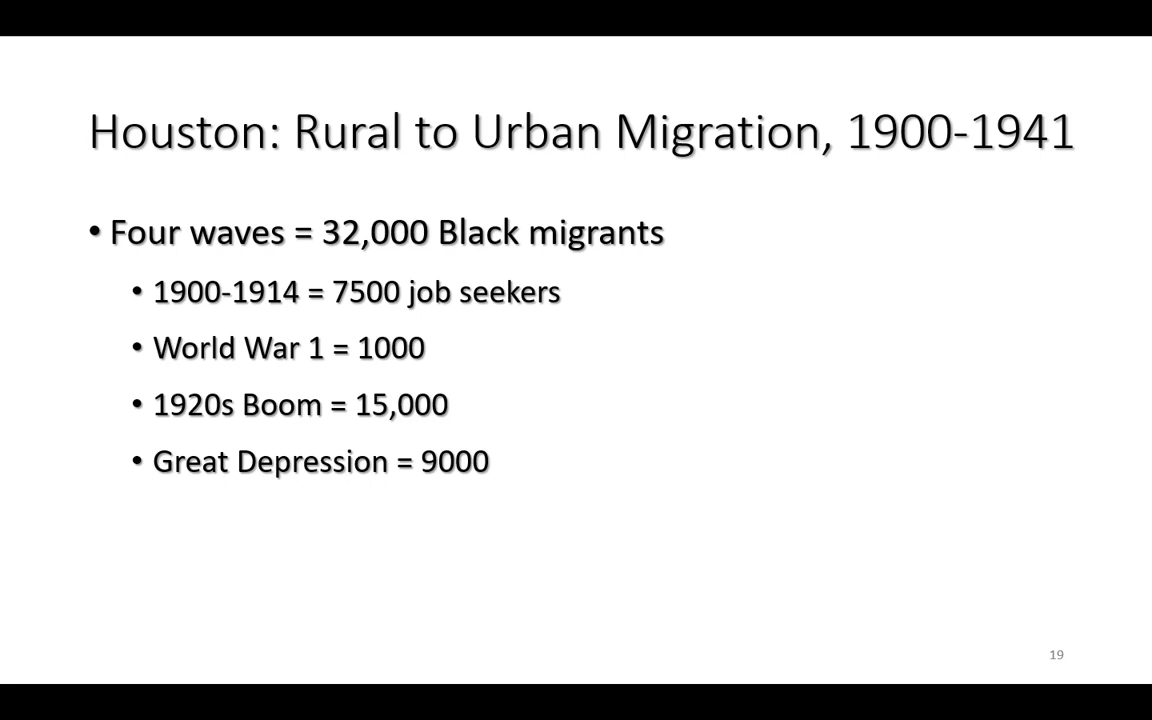 Houston: Rural to Urban Migration, 1900-1941
• Four waves = 32,000 Black migrants
• 1900-1914 = 7500 job seekers
• World War 1 = 1000
• 1920s Boom = 15,000
• Great Depression = 9000
19